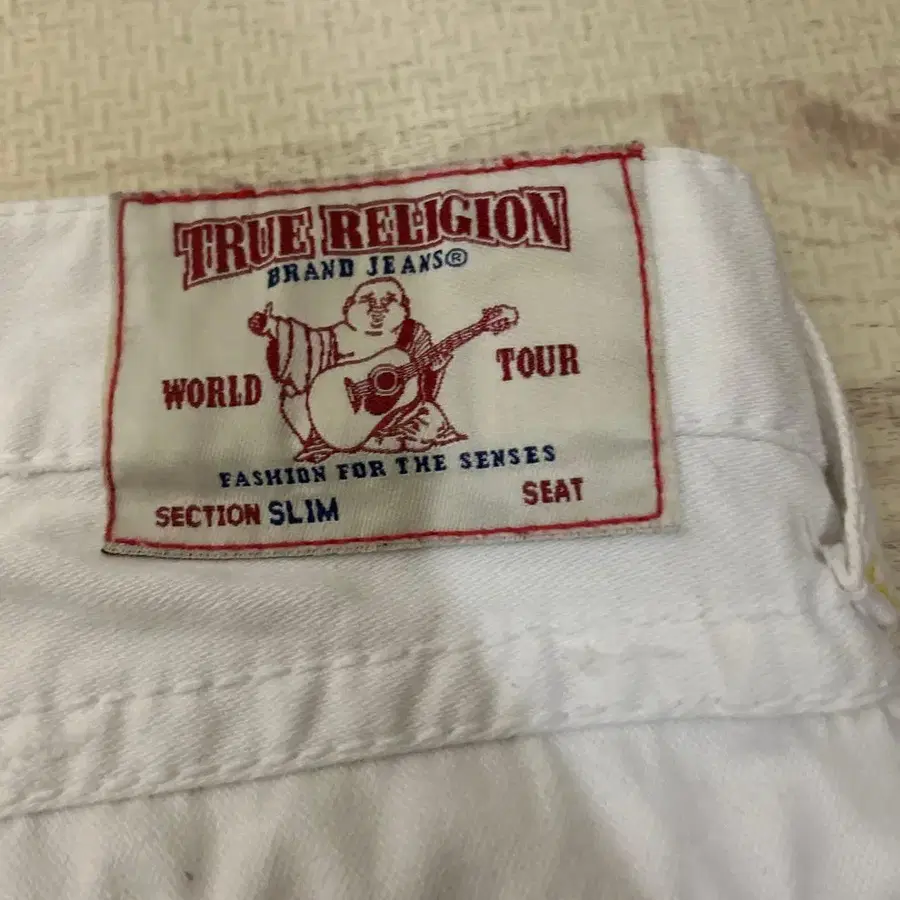 TRUE RELIGION
BRAND JEANS®
WORLD TOUR
FASHION FOR THE SENSES
SECTION SLIM SEAT